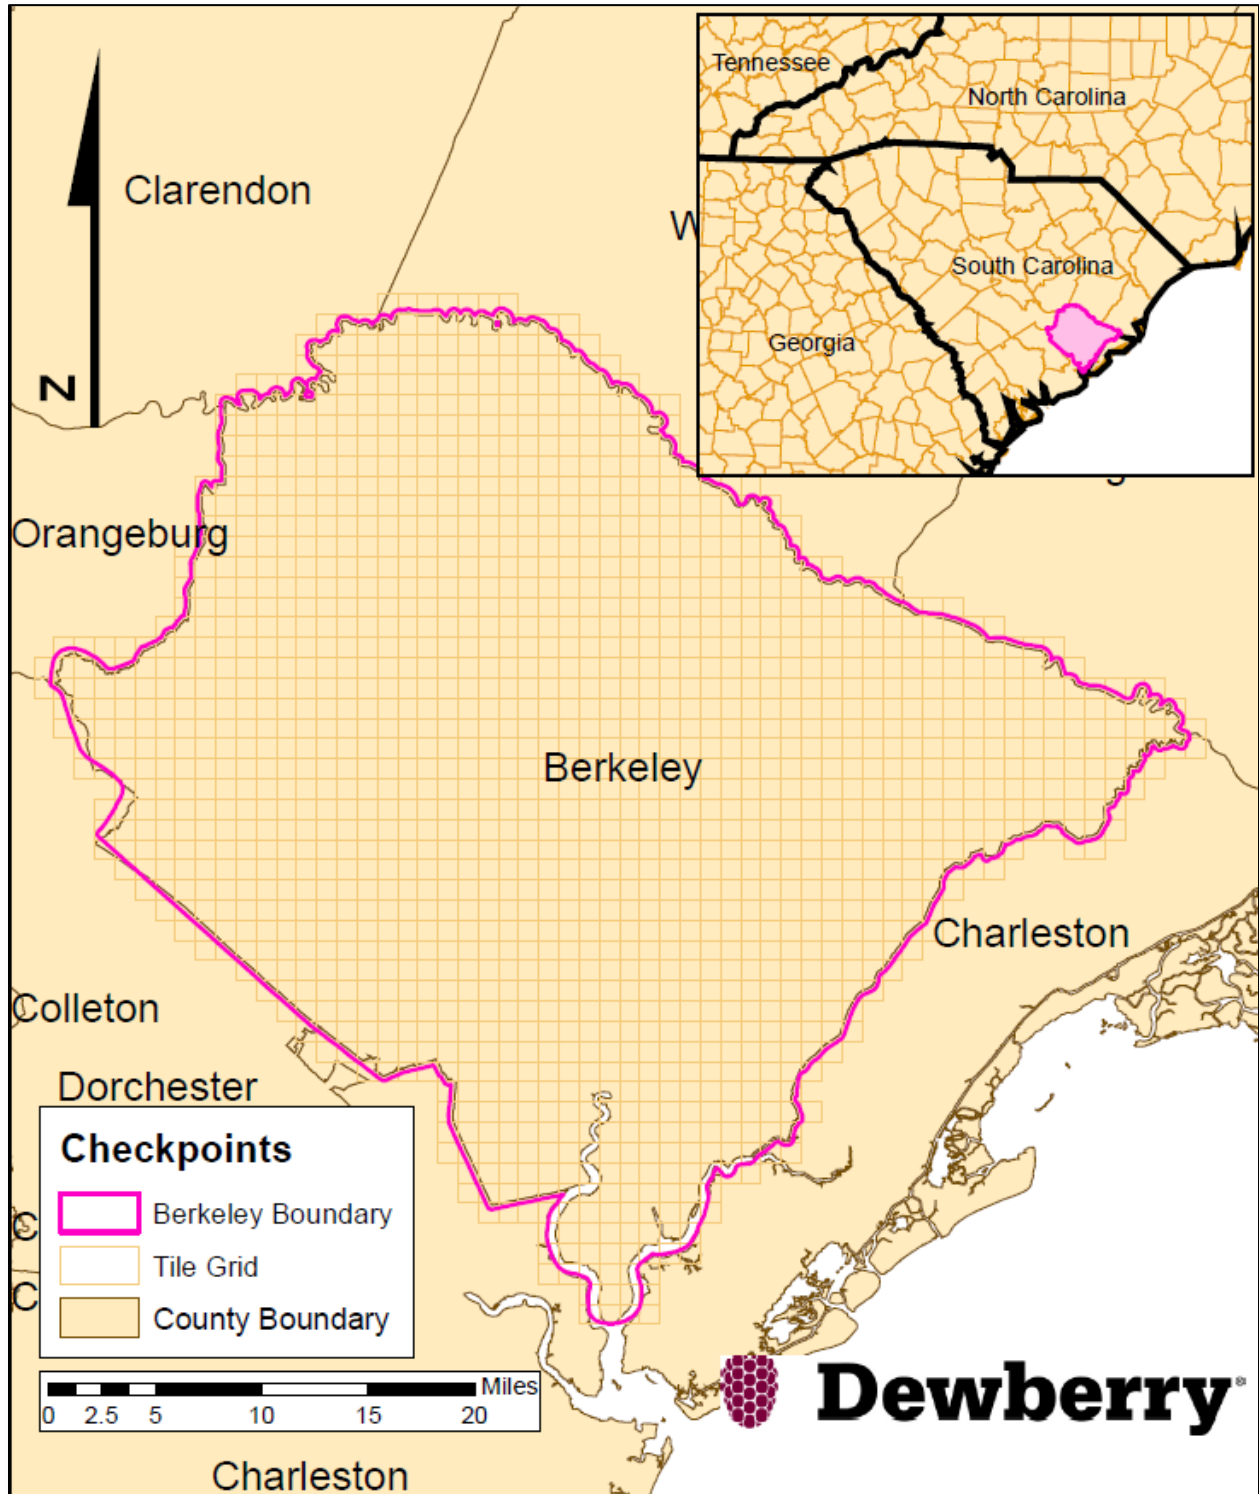 Tennessee
North Carolina
South Carolina
Georgia
Clarendon
W
N
Orangeburg
Berkeley
Charleston
Colleton
Dorchester
C
C
Checkpoints
Berkeley Boundary
Tile Grid
County Boundary
Miles
0 2.5 5 10 15 20
Dewberry®
Charleston